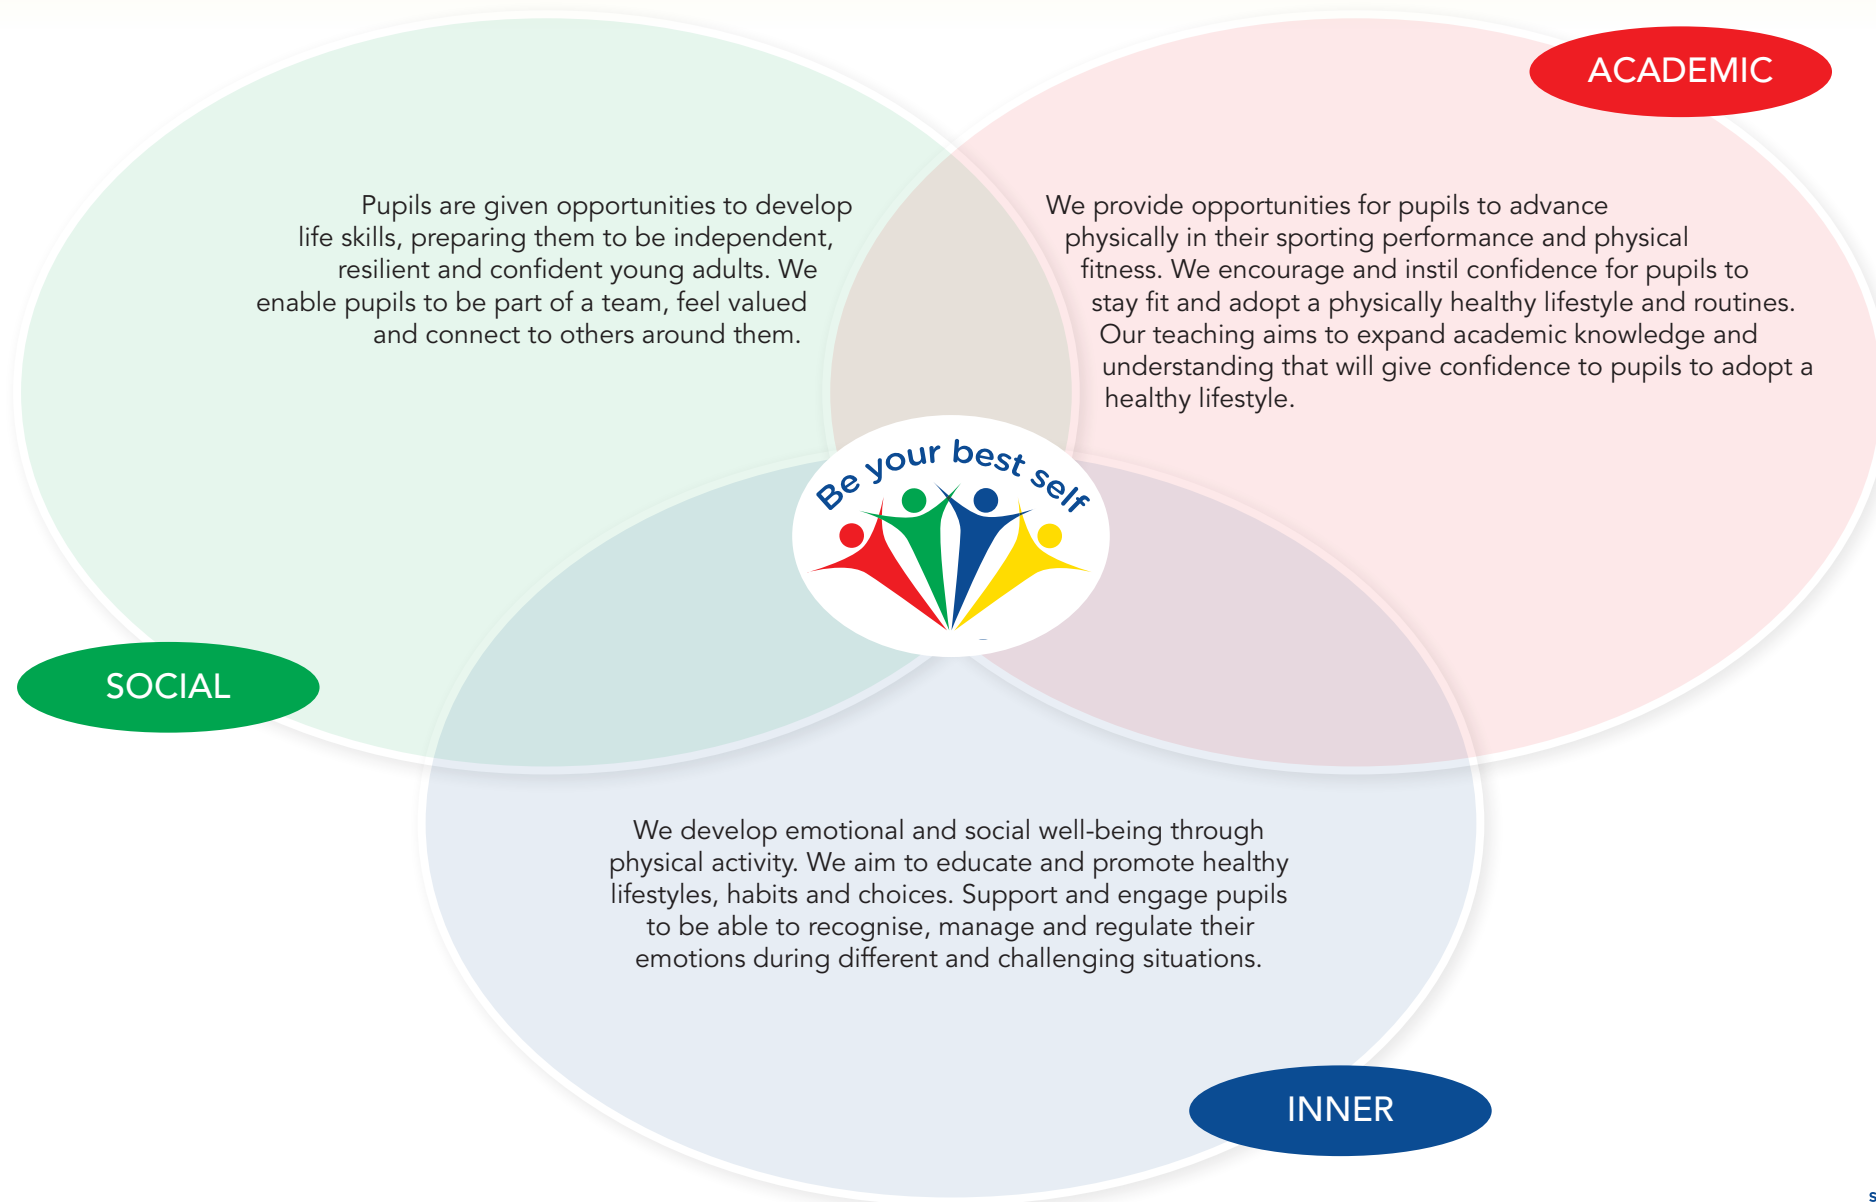 ACADEMIC
Pupils are given opportunities to develop
life skills, preparing them to be independent,
resilient and confident young adults. We
enable pupils to be part of a team, feel valued
and connect to others around them.
We provide opportunities for pupils to advance
physically in their sporting performance and physical
fitness. We encourage and instil confidence for pupils to
stay fit and adopt a physically healthy lifestyle and routines.
Our teaching aims to expand academic knowledge and
understanding that will give confidence to pupils to adopt a
healthy lifestyle.
Be your best self
SOCIAL
We develop emotional and social well-being through
physical activity. We aim to educate and promote healthy
lifestyles, habits and choices. Support and engage pupils
to be able to recognise, manage and regulate their
emotions during different and challenging situations.
INNER